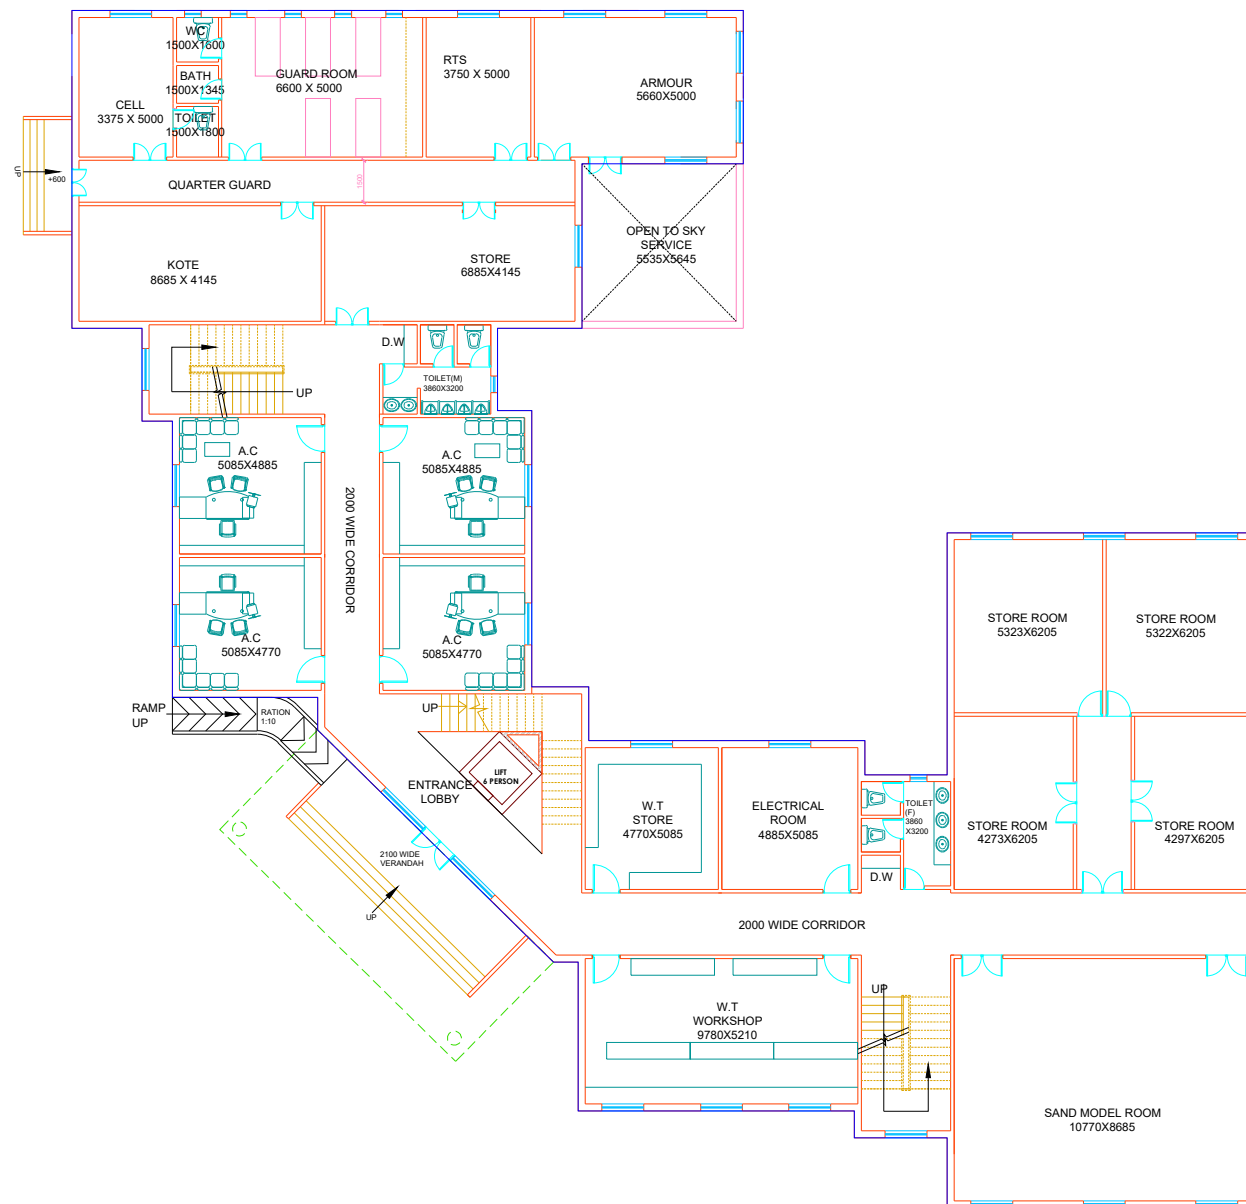 WC
1500X1600
BATH
1500X1345
TOILET
1500X1800
CELL
3375 X 5000
GUARD ROOM
6600 X 5000
RTS
3750 X 5000
ARMOUR
5660X5000
UP
+600
QUARTER GUARD
1500
KOTE
8685 X 4145
STORE
6885X4145
OPEN TO SKY
SERVICE
5535X5645
D.W
TOILET(M)
3860X3200
UP
A.C
5085X4885
A.C
5085X4885
2000 WIDE CORRIDOR
A.C
5085X4770
A.C
5085X4770
RAMP
UP
RATION
1:10
UP
LIFT
6 PERSON
ENTRANCE
LOBBY
2100 WIDE
VERANDAH
UP
W.T
STORE
4770X5085
ELECTRICAL
ROOM
4885X5085
TOILET
(F)
3860
X3200
D.W
STORE ROOM
5323X6205
STORE ROOM
5322X6205
STORE ROOM
4273X6205
STORE ROOM
4297X6205
2000 WIDE CORRIDOR
W.T
WORKSHOP
9780X5210
UP
SAND MODEL ROOM
10770X8685